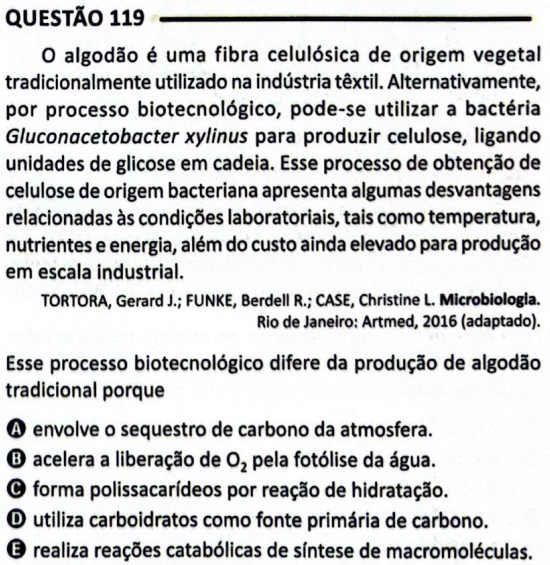 QUESTÃO 119
O algodão é uma fibra celulósica de origem vegetal
tradicionalmente utilizado na indústria têxtil. Alternativamente,
por processo biotecnológico, pode-se utilizar a bactéria
Gluconacetobacter xylinus para produzir celulose, ligando
unidades de glicose em cadeia. Esse processo de obtenção de
celulose de origem bacteriana apresenta algumas desvantagens
relacionadas às condições laboratoriais, tais como temperatura,
nutrientes e energia, além do custo ainda elevado para produção
em escala industrial.
TORTORA, Gerard J.; FUNKE, Berdell R.; CASE, Christine L. Microbiologia.
Rio de Janeiro: Artmed, 2016 (adaptado).
Esse processo biotecnológico difere da produção de algodão
tradicional porque
A envolve o sequestro de carbono da atmosfera.
B acelera a liberação de O₂ pela fotólise da água.
C forma polissacarídeos por reação de hidratação.
D utiliza carboidratos como fonte primária de carbono.
E realiza reações catabólicas de síntese de macromoléculas.